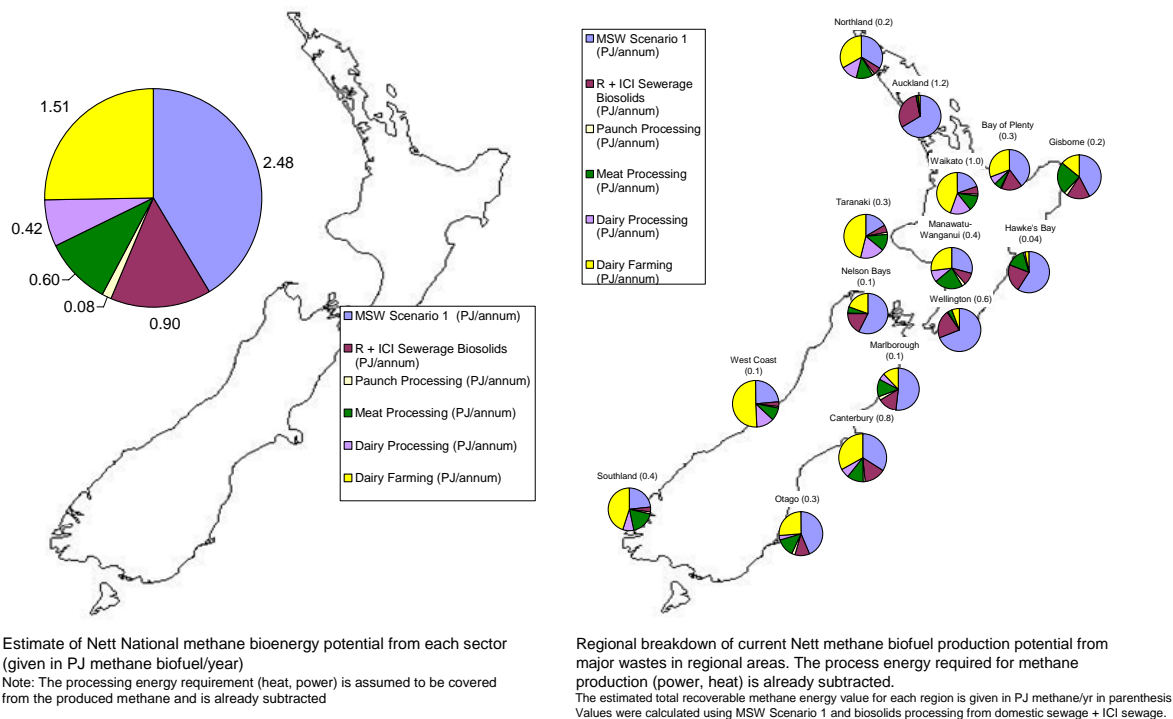 1.51
2.48
0.42
0.60
0.08
0.90
MSW Scenario 1 (PJ/annum)
R + ICI Sewerage Biosolids
(PJ/annum)
Paunch Processing (PJ/annum)
Meat Processing (PJ/annum)
Dairy Processing (PJ/annum)
Dairy Farming (PJ/annum)
Estimate of Nett National methane bioenergy potential from each sector
(given in PJ methane biofuel/year)
Note: The processing energy requirement (heat, power) is assumed to be covered
from the produced methane and is already subtracted
MSW Scenario 1
(PJ/annum)
R + ICI Sewerage
Biosolids
(PJ/annum)
Paunch Processing
(PJ/annum)
Meat Processing
(PJ/annum)
Dairy Processing
(PJ/annum)
Dairy Farming
(PJ/annum)
Northland (0.2)
Auckland (1.2)
Bay of Plenty
(0.3)
Gisborne (0.2)
Waikato (1.0)
Taranaki (0.3)
Manawatu-
Wanganui (0.4)
Hawke's Bay
(0.04)
Nelson Bays
(0.1)
Wellington (0.6)
Marlborough
(0.1)
West Coast
(0.1)
Canterbury (0.8)
Southland (0.4)
Otago (0.3)
Regional breakdown of current Nett methane biofuel production potential from
major wastes in regional areas. The process energy required for methane
production (power, heat) is already subtracted.
The estimated total recoverable methane energy value for each region is given in PJ methane/yr in parenthesis
Values were calculated using MSW Scenario 1 and biosolids processing from domestic sewage + ICI sewage.